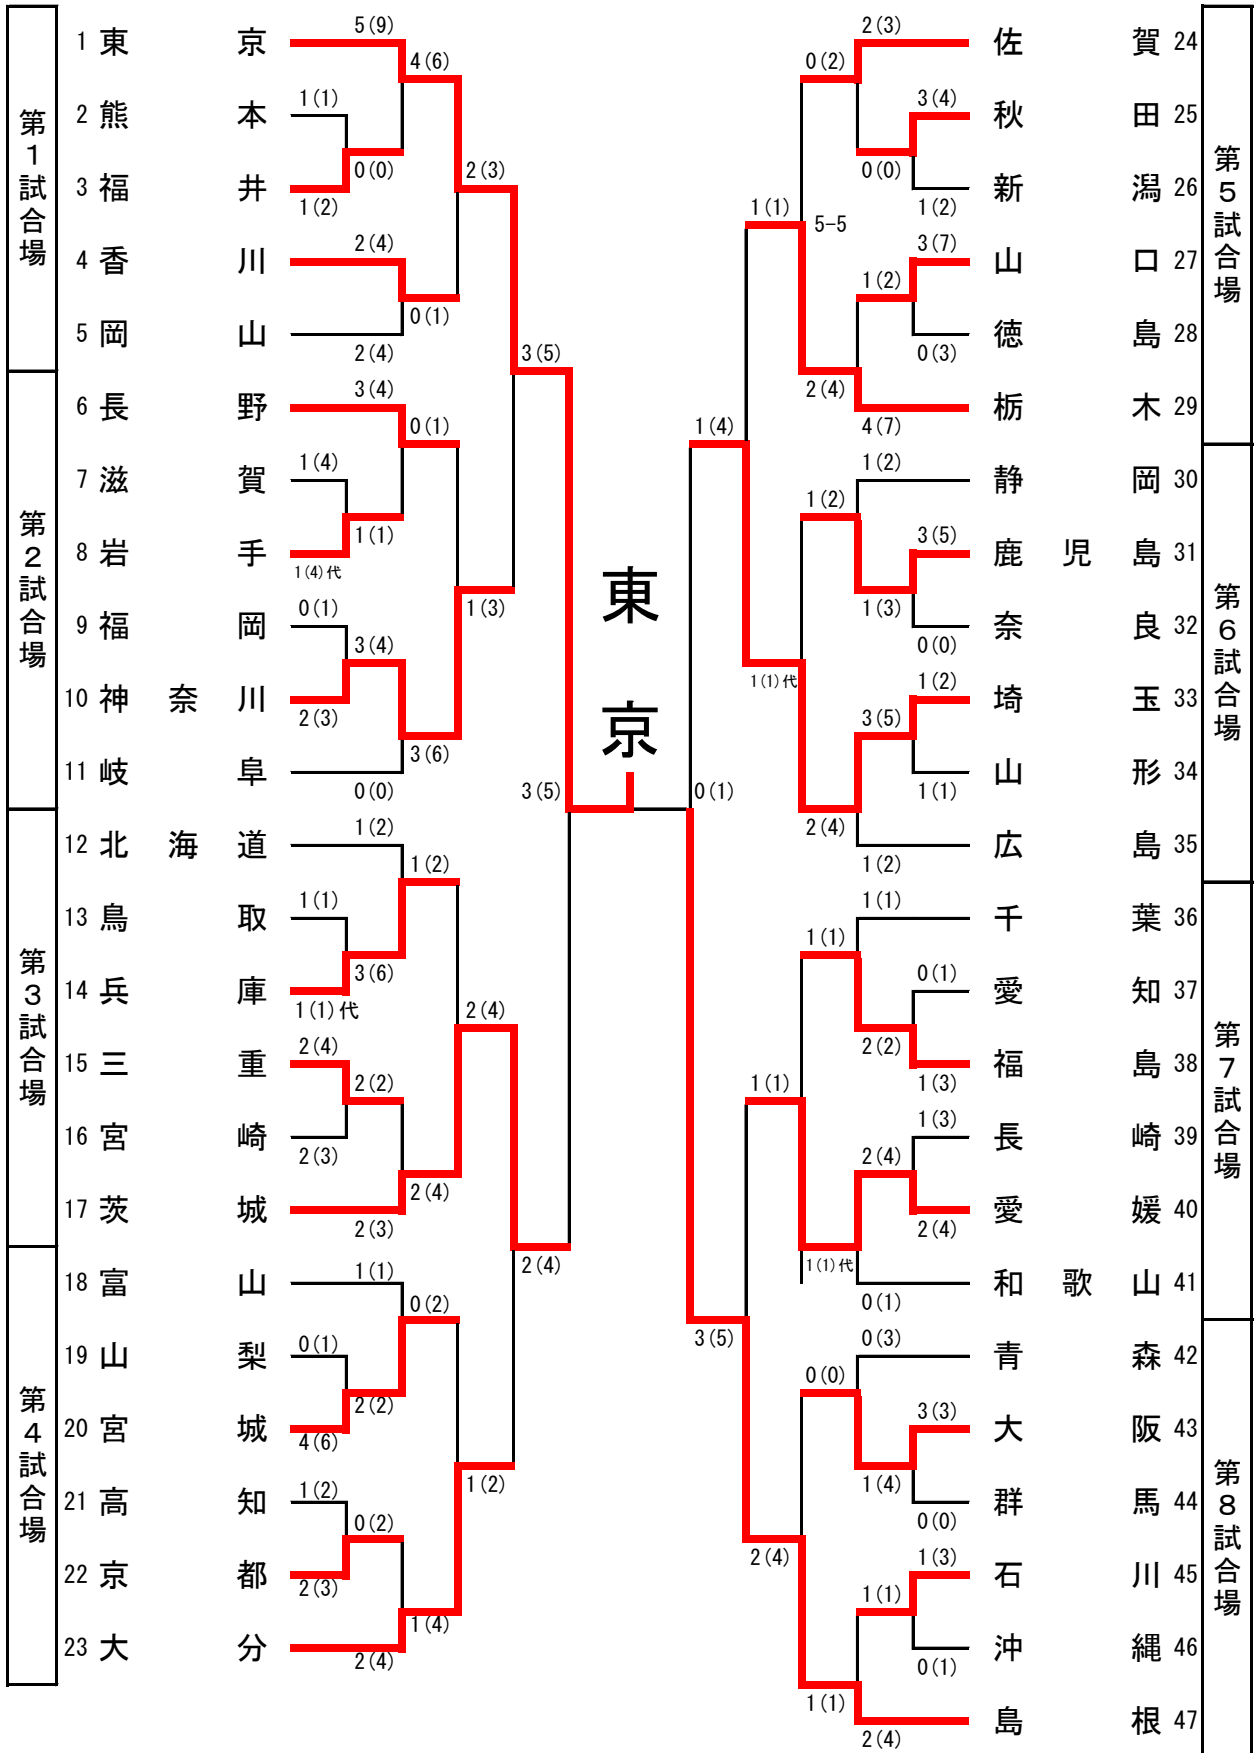 第1試合場
1 東京 5(9)
4(6)
2 熊本 1(1)
0(0)
3 福井 1(2)
2(3)
4 香川 2(4)
0(1)
5 岡山 2(4)
3(5)
第2試合場
6 長野 3(4)
0(1)
7 滋賀 1(4)
1(1)
8 岩手 1(4)代
1(3)
9 福岡 0(1)
3(4)
10 神奈川 2(3)
3(6)
11 岐阜 0(0)
3(5)
第3試合場
12 北海道 1(2)
1(2)
13 鳥取 1(1)
3(6)
14 兵庫 1(1)代
2(4)
15 三重 2(4)
2(2)
16 宮崎 2(3)
2(4)
17 茨城 2(3)
2(4)
第4試合場
18 富山 1(1)
0(2)
19 山梨 0(1)
2(2)
20 宮城 4(6)
1(2)
21 高知 1(2)
0(2)
22 京都 2(3)
1(4)
23 大分 2(4)
東京
第5試合場
2(3) 佐賀 24
0(2)
3(4) 秋田 25
0(0)
1(2) 新潟 26
1(1)
5-5
3(7) 山口 27
1(2)
0(3) 徳島 28
2(4)
4(7) 栃木 29
1(4)
第6試合場
1(2) 静岡 30
1(2)
3(5) 鹿児島 31
1(3)
0(0) 奈良 32
1(1)代
1(2) 埼玉 33
3(5)
1(1) 山形 34
2(4)
1(2) 広島 35
0(1)
第7試合場
1(1) 千葉 36
1(1)
0(1) 愛知 37
2(2)
1(3) 福島 38
1(1)
1(3) 長崎 39
2(4)
2(4) 愛媛 40
1(1)代
0(1) 和歌山 41
3(5)
第8試合場
0(3) 青森 42
0(0)
3(3) 大阪 43
1(4)
0(0) 群馬 44
2(4)
1(3) 石川 45
1(1)
0(1) 沖縄 46
1(1)
2(4) 島根 47